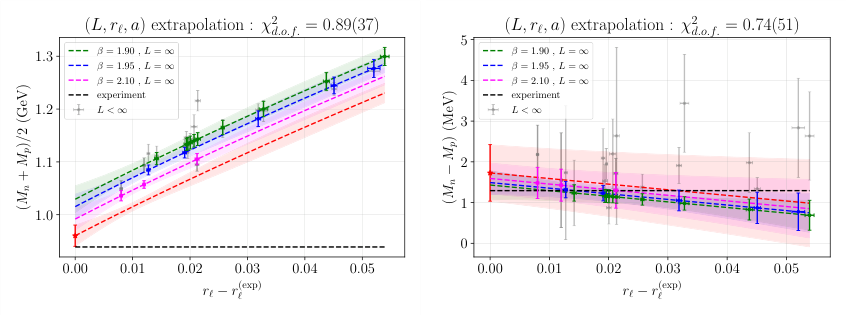 (L, r_ℓ, a) extrapolation : χ²_{d.o.f.} = 0.89(37)
1.3
1.2
1.1
1.0
(M_n + M_p)/2 (GeV)
β = 1.90 , L = ∞
β = 1.95 , L = ∞
β = 2.10 , L = ∞
experiment
L < ∞
0.00 0.01 0.02 0.03 0.04 0.05
r_ℓ − r_ℓ^{(exp)}
(L, r_ℓ, a) extrapolation : χ²_{d.o.f.} = 0.74(51)
5
4
3
2
1
0
(M_n − M_p) (MeV)
β = 1.90 , L = ∞
β = 1.95 , L = ∞
β = 2.10 , L = ∞
experiment
L < ∞
0.00 0.01 0.02 0.03 0.04 0.05
r_ℓ − r_ℓ^{(exp)}